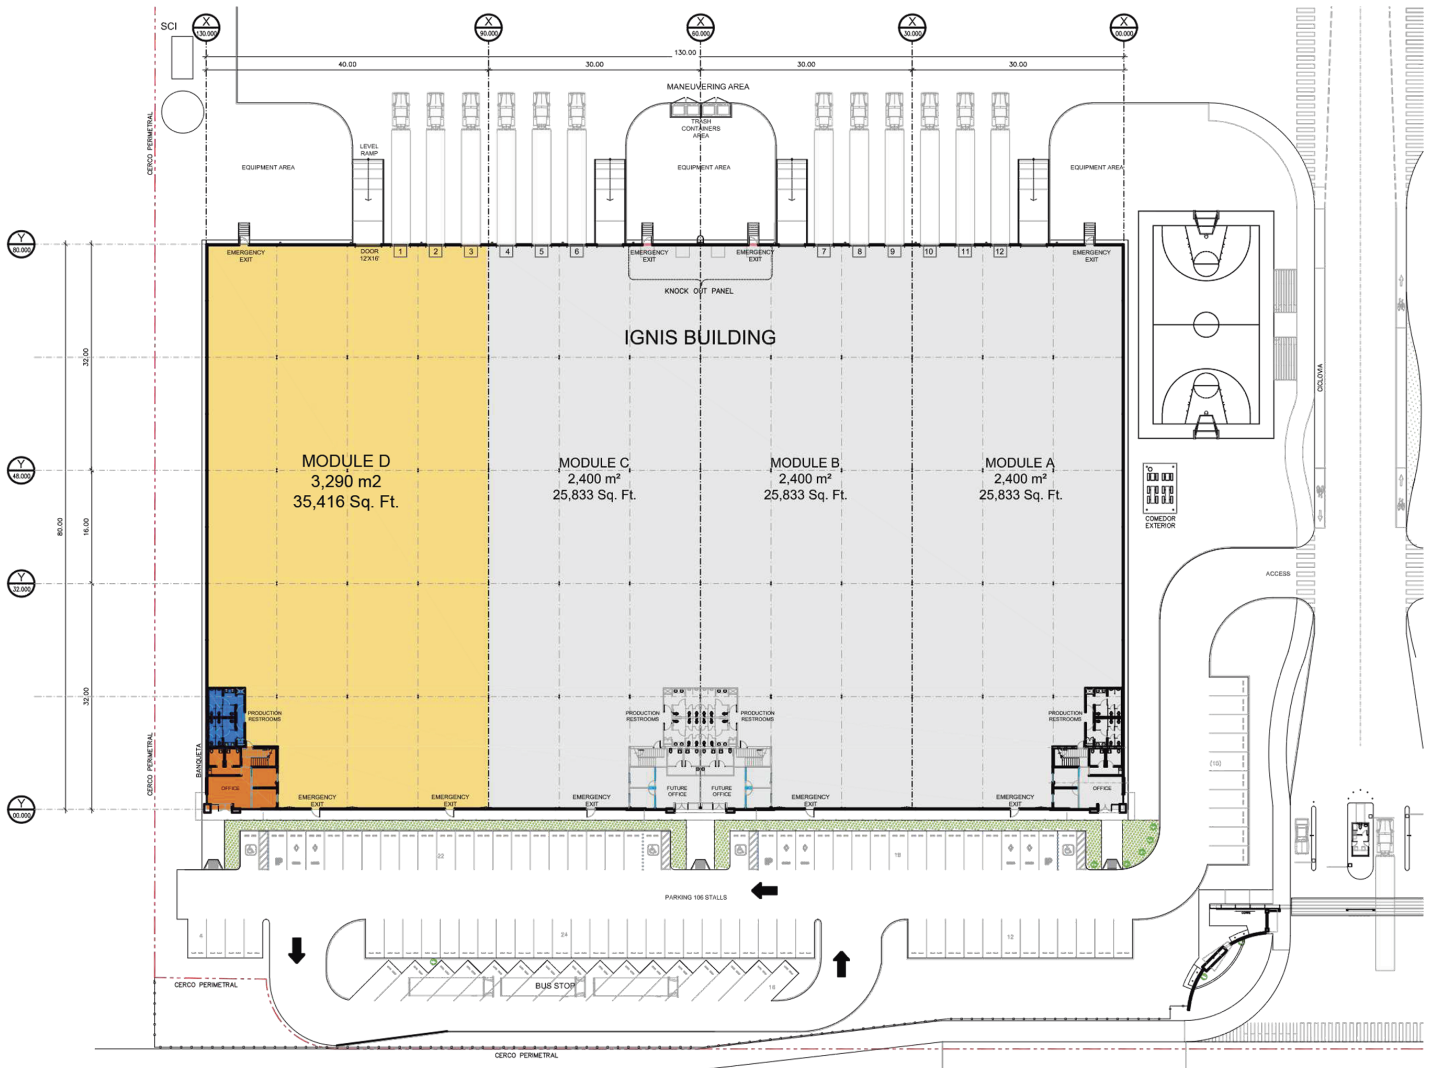 SCI
X
130.000
X
90.000
X
60.000
X
30.000
X
00.000
130.00
40.00
30.00
30.00
30.00
MANEUVERING AREA
TRASH
CONTAINERS
AREA
LEVEL
RAMP
EQUIPMENT AREA
EQUIPMENT AREA
EQUIPMENT AREA
CERCO PERIMETRAL
Y
80.000
EMERGENCY
EXIT
DOOR
12'X16'
1
2
3
4
5
6
EMERGENCY
EXIT
EMERGENCY
EXIT
7
8
9
10
11
12
EMERGENCY
EXIT
KNOCK OUT PANEL
IGNIS BUILDING
32.00
CICLOVIA
MODULE D
3,290 m2
35,416 Sq. Ft.
MODULE C
2,400 m²
25,833 Sq. Ft.
MODULE B
2,400 m²
25,833 Sq. Ft.
MODULE A
2,400 m²
25,833 Sq. Ft.
Y
48.000
COMEDOR
EXTERIOR
80.00
16.00
Y
32.000
ACCESS
32.00
PRODUCTION
RESTROOMS
PRODUCTION
RESTROOMS
PRODUCTION
RESTROOMS
PRODUCTION
RESTROOMS
BANQUETA
CERCO PERIMETRAL
(10)
OFFICE
FUTURE
OFFICE
FUTURE
OFFICE
OFFICE
Y
00.000
EMERGENCY
EXIT
EMERGENCY
EXIT
EMERGENCY
EXIT
EMERGENCY
EXIT
EMERGENCY
EXIT
22
18
PARKING 106 STALLS
4
24
12
BUS STOP
16
CERCO PERIMETRAL
CERCO PERIMETRAL